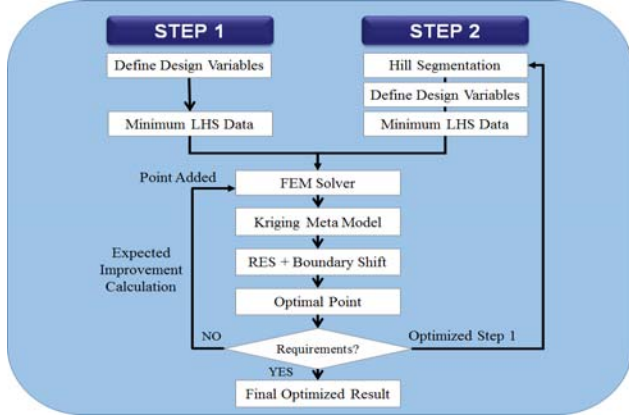 STEP 1
STEP 2
Define Design Variables
Hill Segmentation
Define Design Variables
Minimum LHS Data
Minimum LHS Data
Point Added
FEM Solver
Kriging Meta Model
Expected
Improvement
Calculation
RES + Boundary Shift
Optimal Point
NO
Requirements?
Optimized Step 1
YES
Final Optimized Result